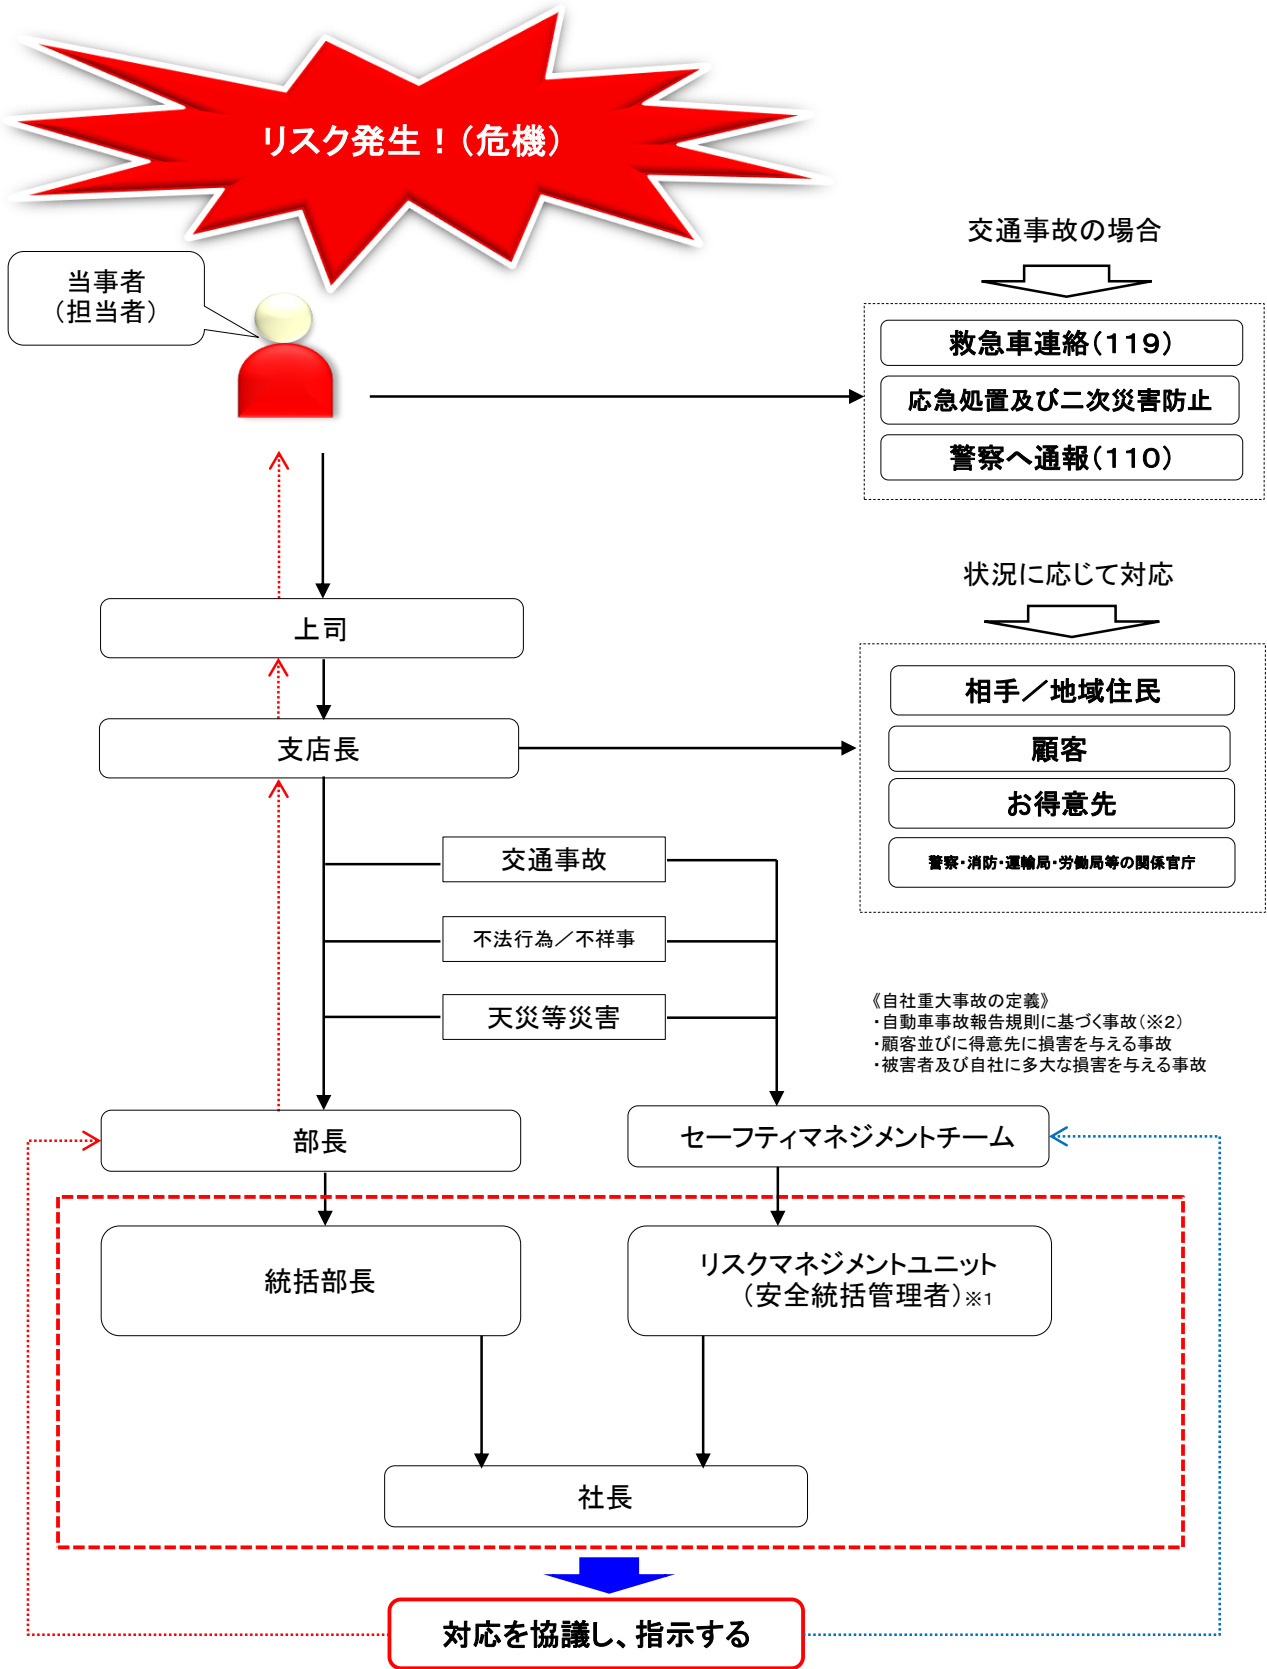 リスク発生！（危機）
当事者
（担当者）
交通事故の場合
救急車連絡（119）
応急処置及び二次災害防止
警察へ通報（110）
上司
支店長
状況に応じて対応
相手／地域住民
顧客
お得意先
警察・消防・運輸局・労働局等の関係官庁
交通事故
不法行為／不祥事
天災等災害
《自社重大事故の定義》
・自動車事故報告規則に基づく事故（※2）
・顧客並びに得意先に損害を与える事故
・被害者及び自社に多大な損害を与える事故
部長
セーフティマネジメントチーム
統括部長
リスクマネジメントユニット
（安全統括管理者）※1
社長
対応を協議し、指示する